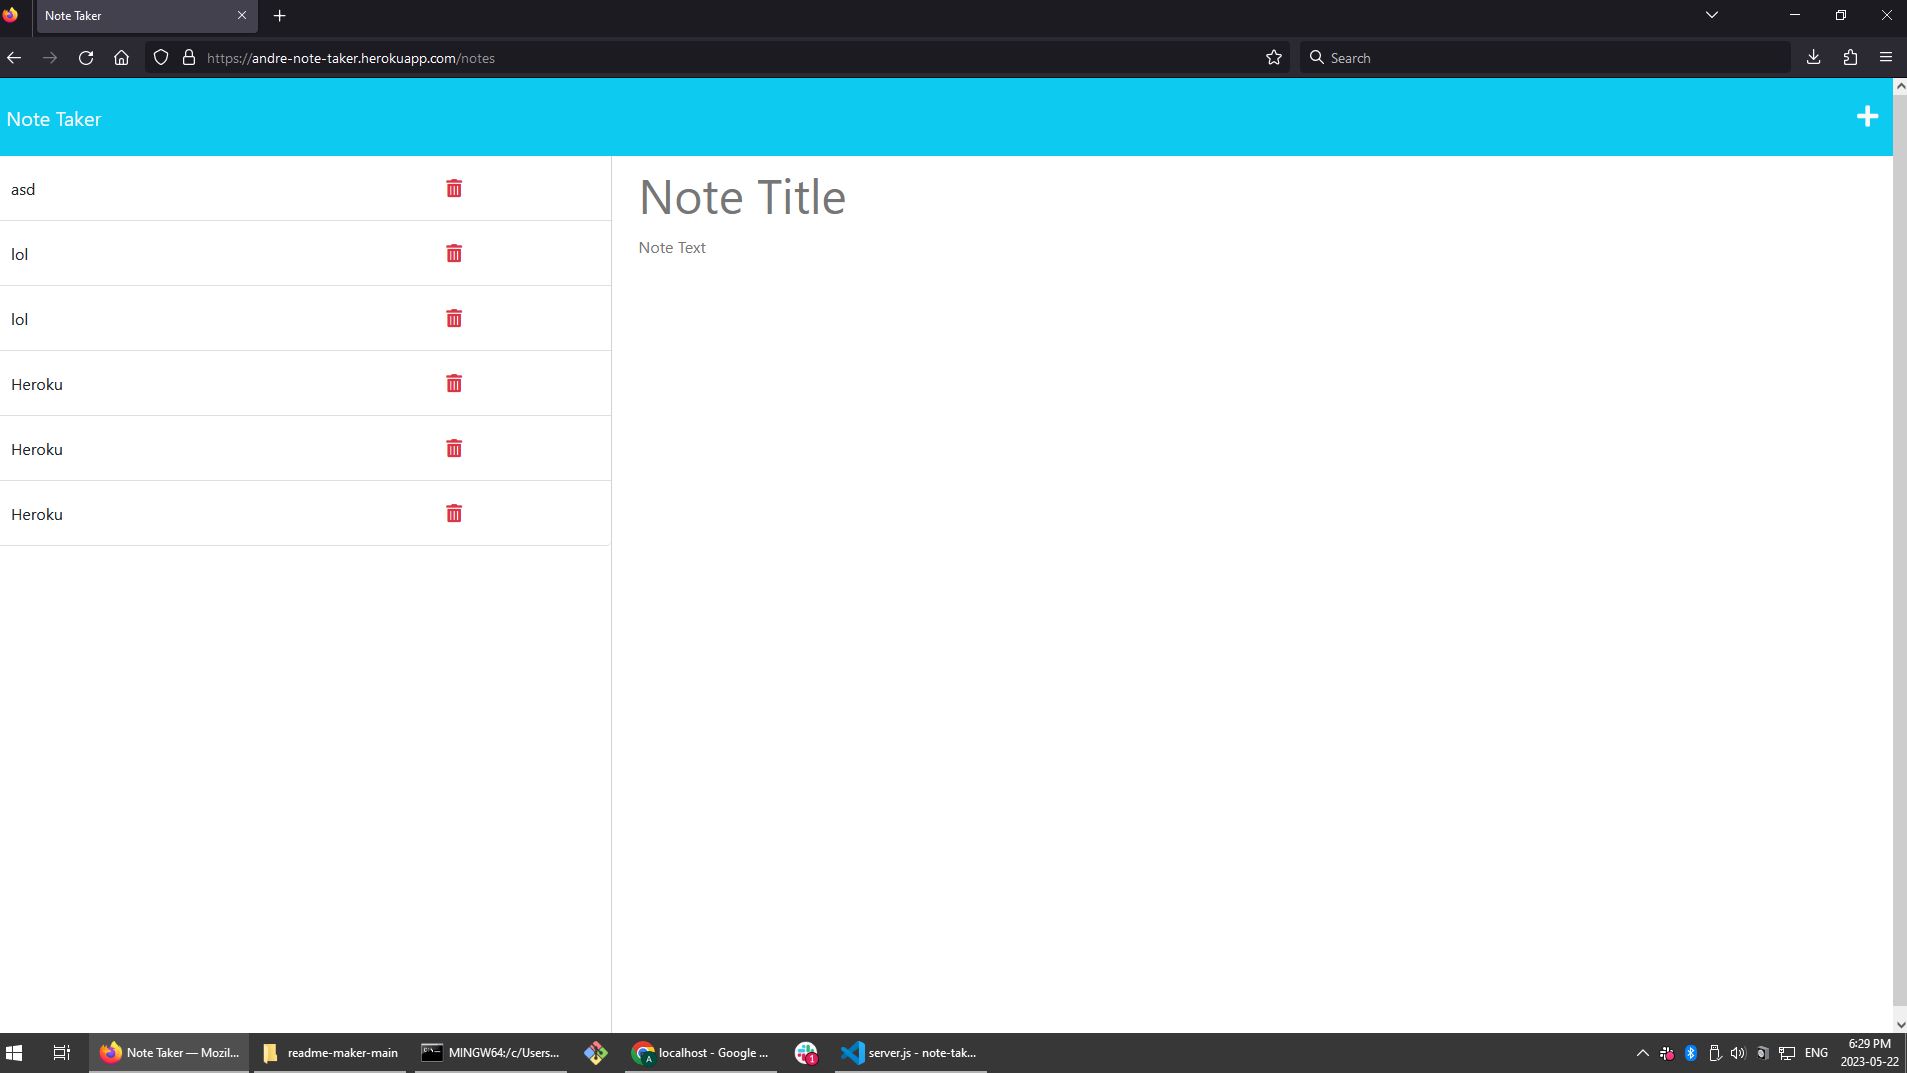 Note Taker
https://andre-note-taker.herokuapp.com/notes
Search
Note Taker
asd
lol
lol
Heroku
Heroku
Heroku
Note Title
Note Text
Note Taker — Mozil...
readme-maker-main
MINGW64:/c/Users...
localhost - Google ...
1
server.js - note-tak...
ENG
6:29 PM
2023-05-22